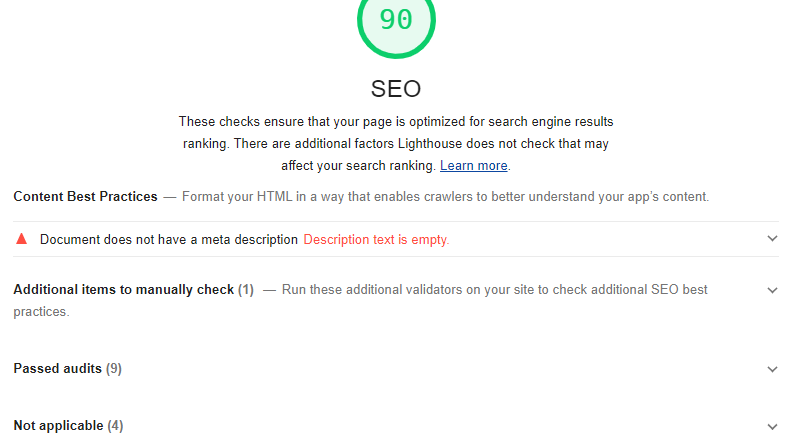 90
SEO
These checks ensure that your page is optimized for search engine results
ranking. There are additional factors Lighthouse does not check that may
affect your search ranking. Learn more.
Content Best Practices — Format your HTML in a way that enables crawlers to better understand your app’s content.
Document does not have a meta description Description text is empty.
Additional items to manually check (1) — Run these additional validators on your site to check additional SEO best
practices.
Passed audits (9)
Not applicable (4)